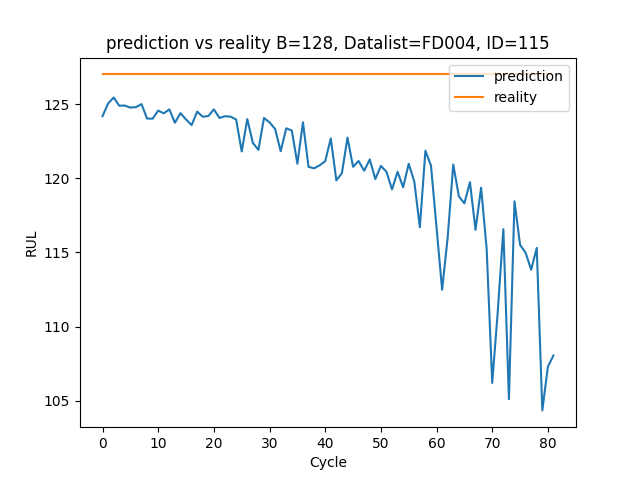 prediction vs reality B=128, Datalist=FD004, ID=115
prediction
reality
RUL
125
120
115
110
105
0 10 20 30 40 50 60 70 80
Cycle